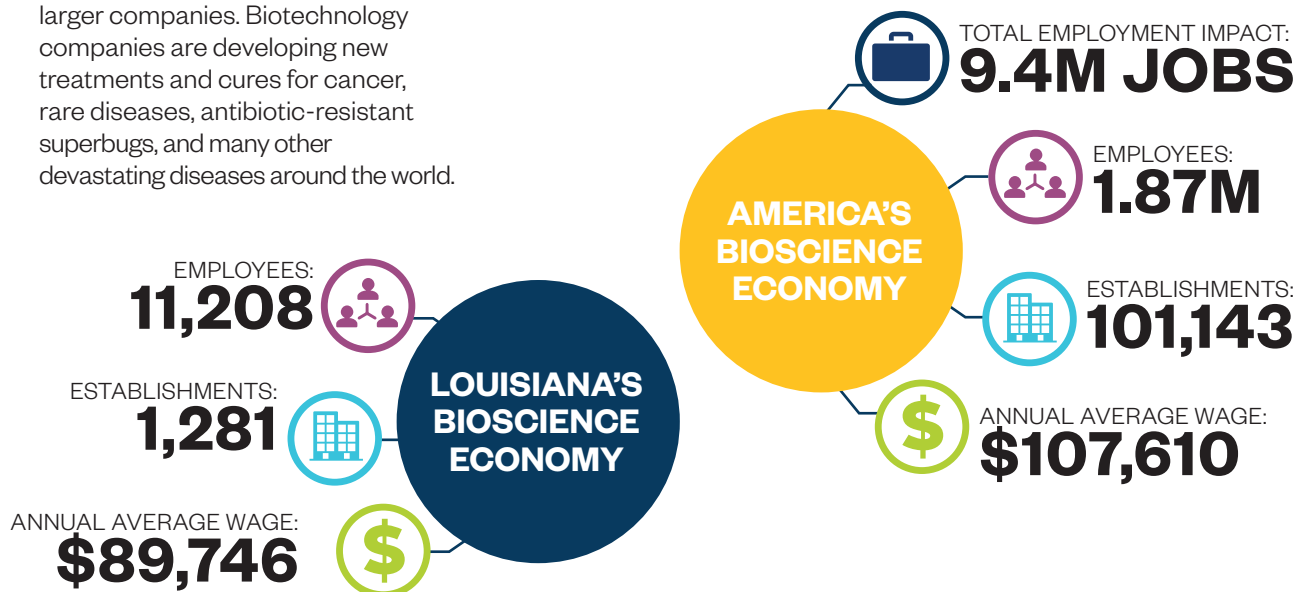 larger companies. Biotechnology
companies are developing new
treatments and cures for cancer,
rare diseases, antibiotic-resistant
superbugs, and many other
devastating diseases around the world.
TOTAL EMPLOYMENT IMPACT:
9.4M JOBS
EMPLOYEES:
1.87M
AMERICA'S
BIOSCIENCE
ECONOMY
ESTABLISHMENTS:
101,143
ANNUAL AVERAGE WAGE:
$107,610
EMPLOYEES:
11,208
ESTABLISHMENTS:
1,281
LOUISIANA'S
BIOSCIENCE
ECONOMY
ANNUAL AVERAGE WAGE:
$89,746